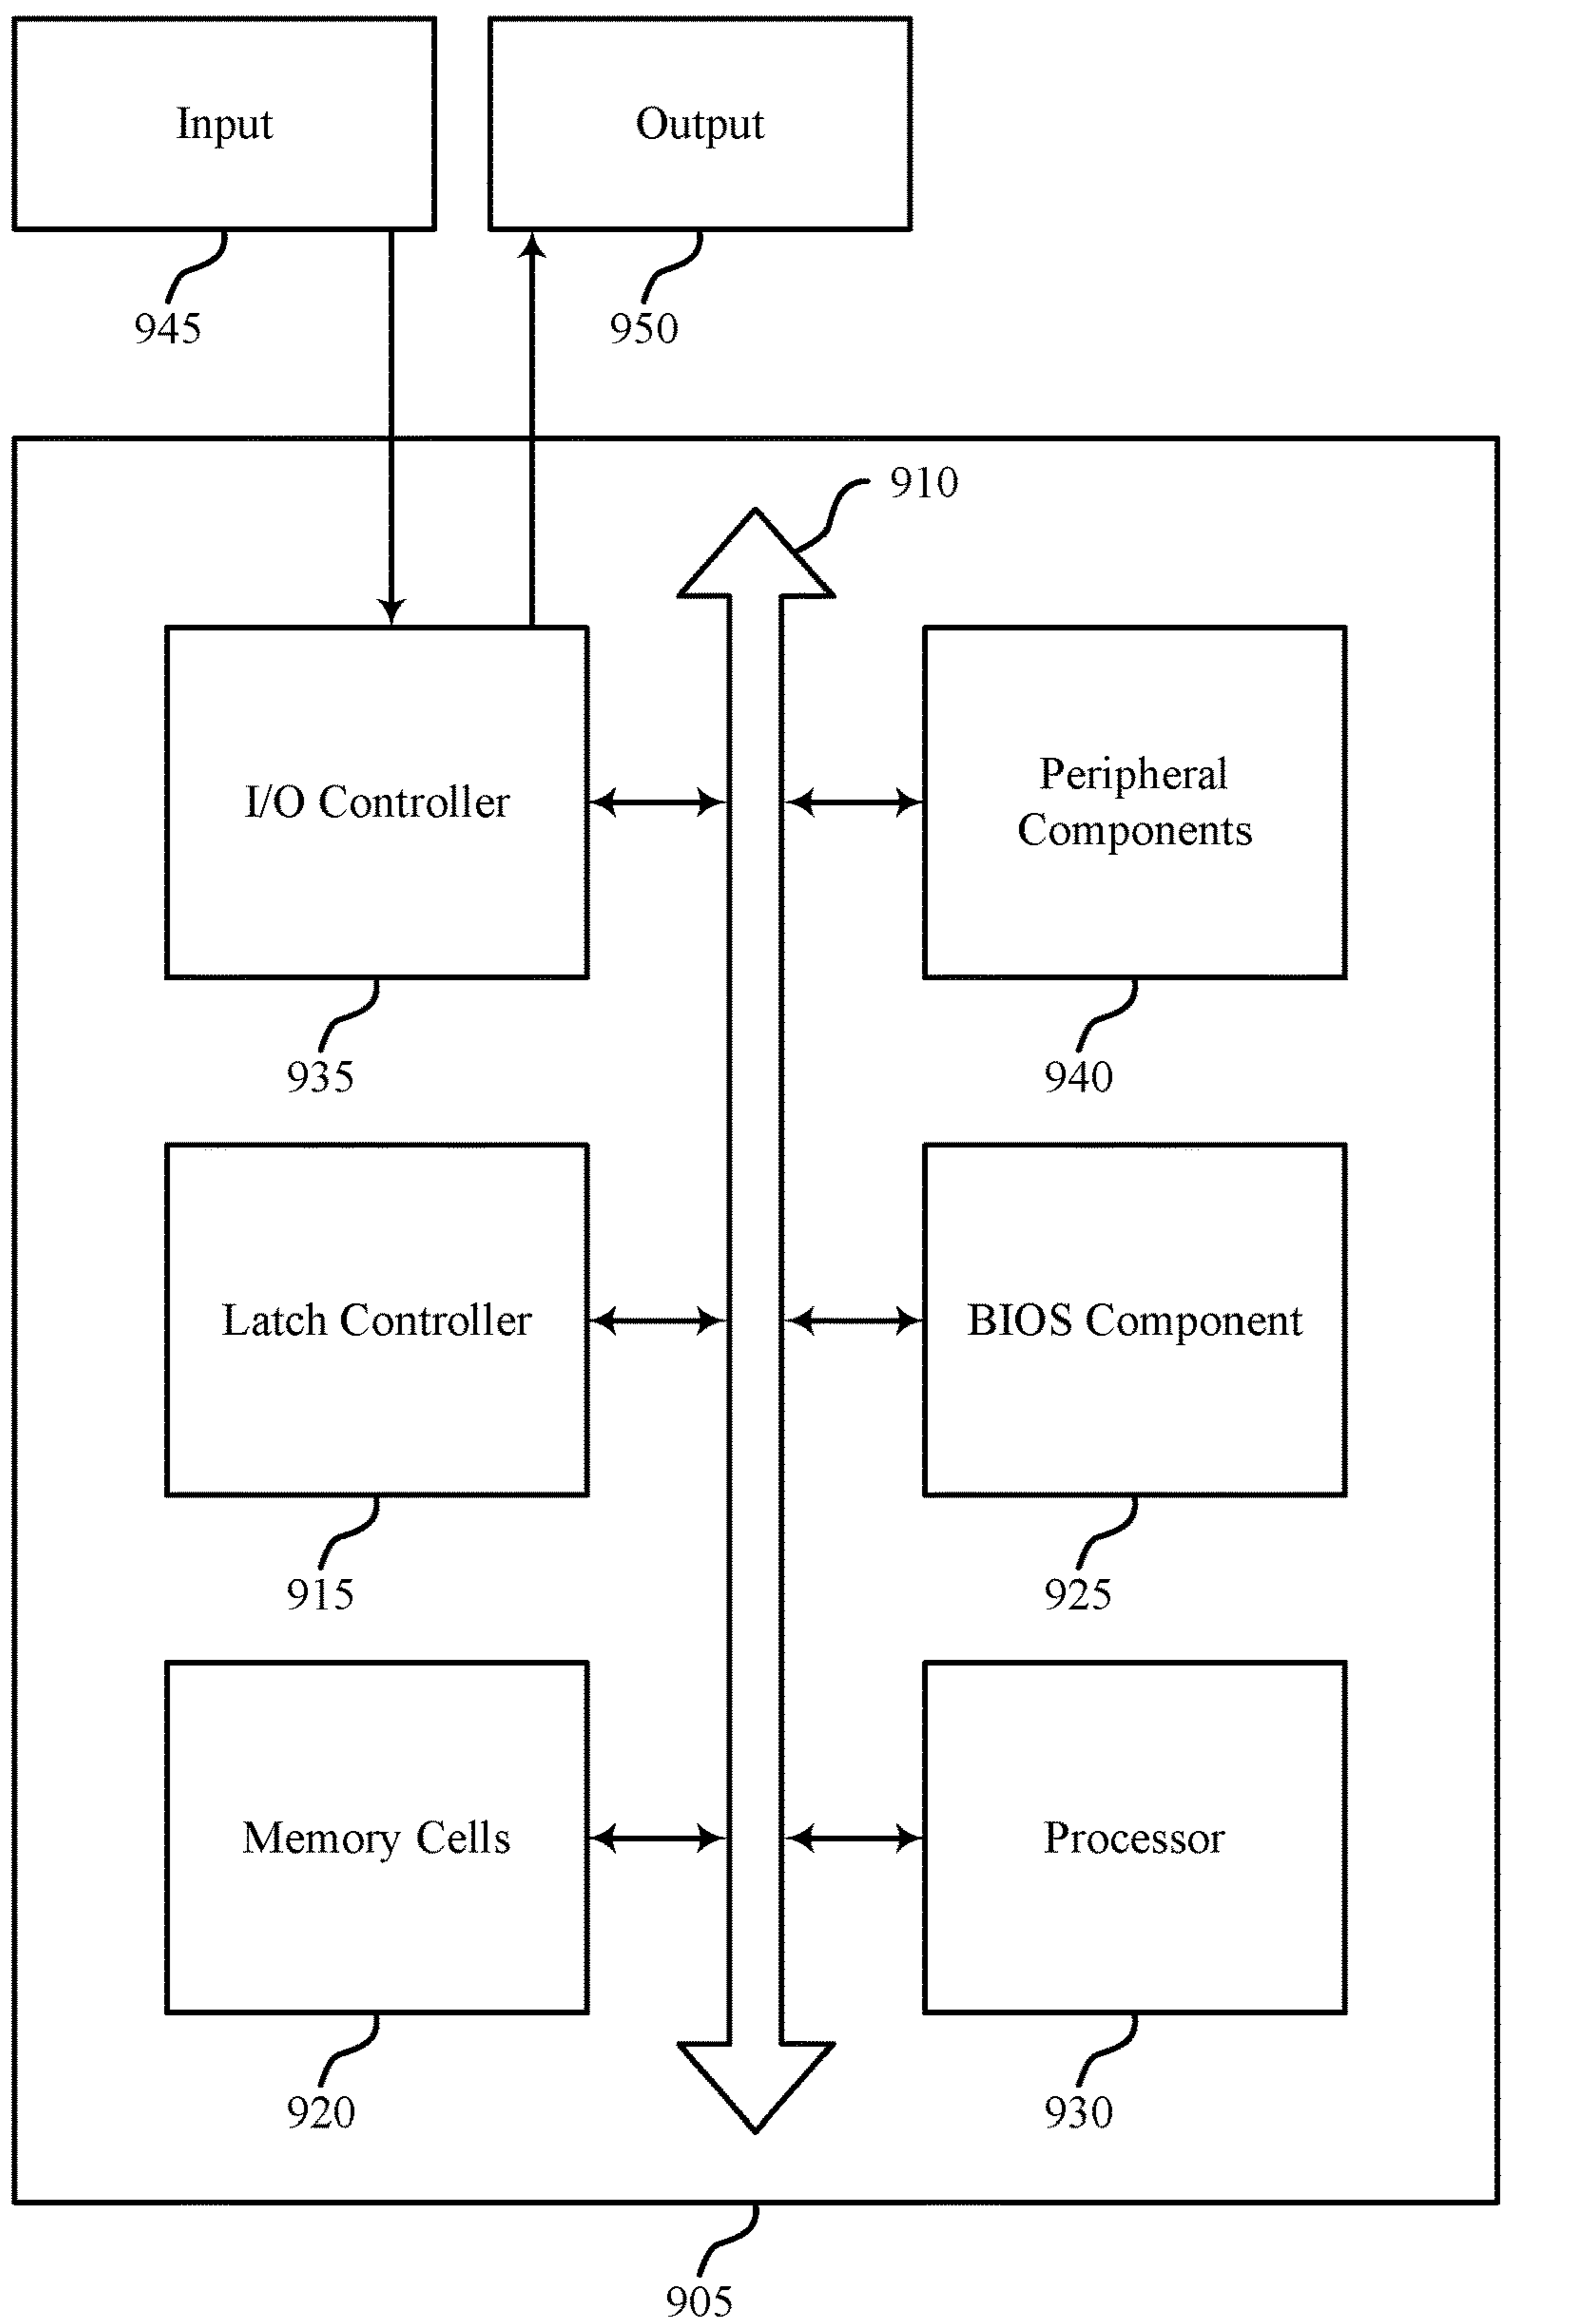 Input
Output
945
950
910
I/O Controller
Peripheral
Components
935
940
Latch Controller
BIOS Component
915
925
Memory Cells
Processor
920
930
905